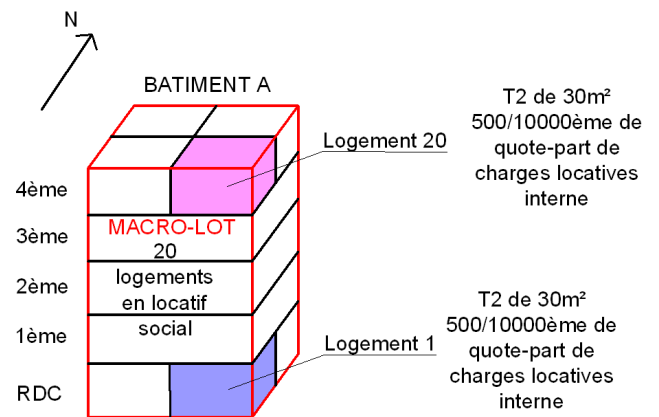 N
BATIMENT A
T2 de 30m²
500/10000ème de
quote-part de
charges locatives
interne
Logement 20
4ème
3ème
2ème
1ème
RDC
MACRO-LOT
20
logements
en locatif
social
Logement 1
T2 de 30m²
500/10000ème de
quote-part de
charges locatives
interne